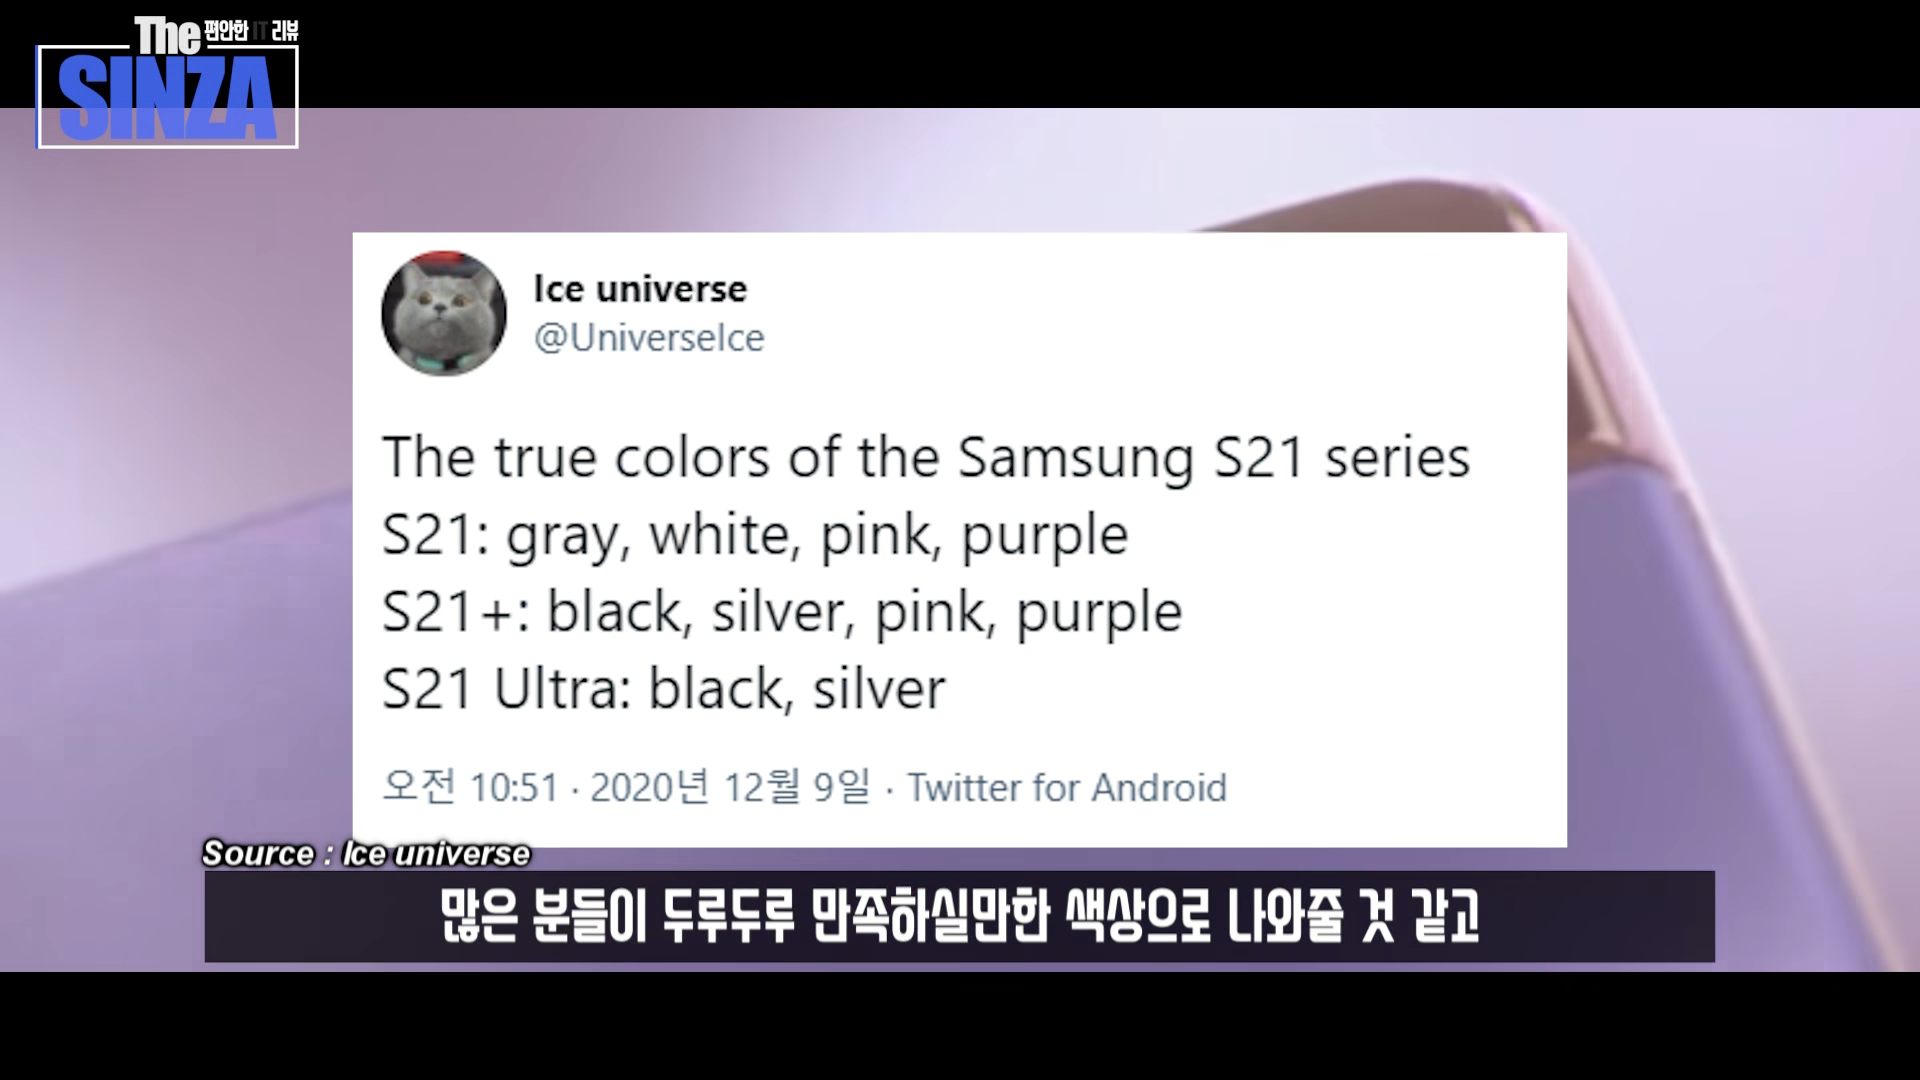 The 편안한 IT 리뷰
SINZA
Ice universe
@UniverseIce
The true colors of the Samsung S21 series
S21: gray, white, pink, purple
S21+: black, silver, pink, purple
S21 Ultra: black, silver
오전 10:51 · 2020년 12월 9일 · Twitter for Android
Source : Ice universe
많은 분들이 두루두루 만족하실만한 색상으로 나와줄 것 같고